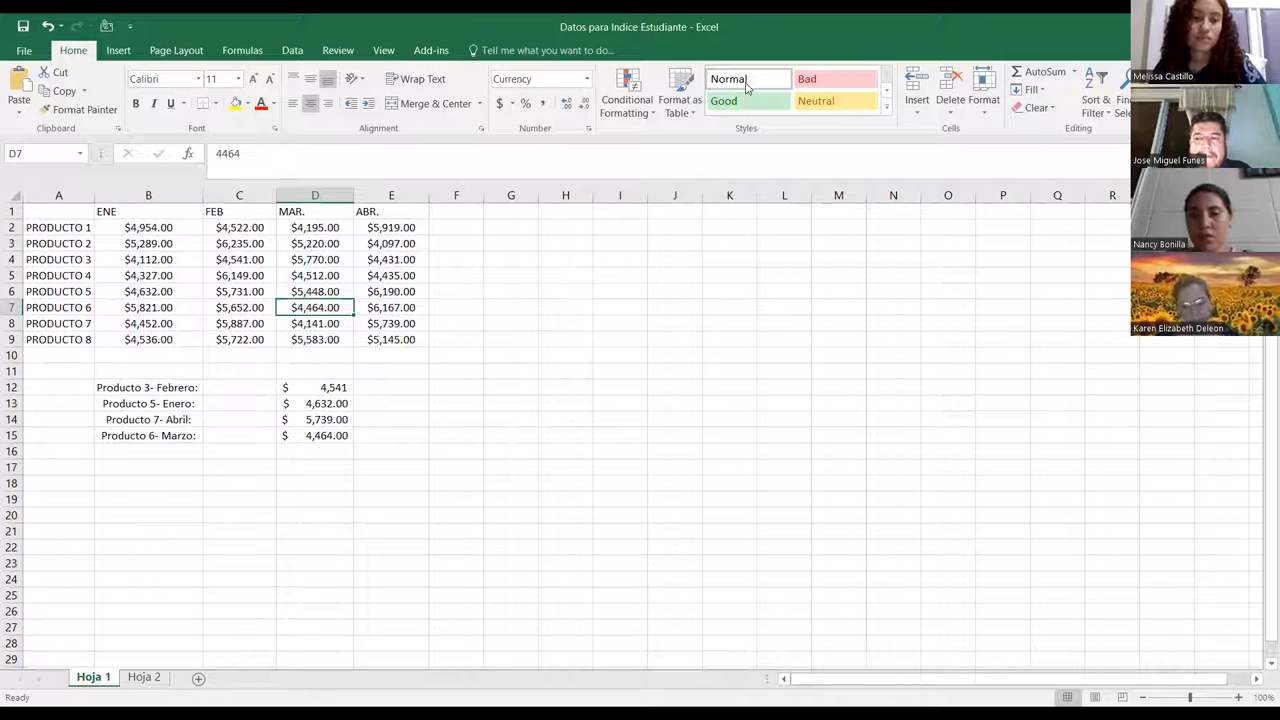 Datos para Indice Estudiante - Excel
File Home Insert Page Layout Formulas Data Review View Add-ins Tell me what you want to do...
Paste
Cut
Copy
Format Painter
Clipboard
Calibri 11
B I U
Font
Wrap Text
Merge & Center
Alignment
Currency
$ % ,
Number
Conditional Formatting
Format as Table
Normal Bad
Good Neutral
Styles
Insert Delete Format
Cells
AutoSum
Fill
Clear
Sort & Filter
Editing
D7 fx 4464
A B C D E F G H I J K L M N O P Q R
1 ENE FEB MAR. ABR.
2 PRODUCTO 1 $4,954.00 $4,522.00 $4,195.00 $5,919.00
3 PRODUCTO 2 $5,289.00 $6,235.00 $5,220.00 $4,097.00
4 PRODUCTO 3 $4,112.00 $4,541.00 $5,770.00 $4,431.00
5 PRODUCTO 4 $4,327.00 $6,149.00 $4,512.00 $4,435.00
6 PRODUCTO 5 $4,632.00 $5,731.00 $5,448.00 $6,190.00
7 PRODUCTO 6 $5,821.00 $5,652.00 $4,464.00 $6,167.00
8 PRODUCTO 7 $4,452.00 $5,887.00 $4,141.00 $5,739.00
9 PRODUCTO 8 $4,536.00 $5,722.00 $5,583.00 $5,145.00
10
11
12 Producto 3- Febrero: $ 4,541
13 Producto 5- Enero: $ 4,632.00
14 Producto 7- Abril: $ 5,739.00
15 Producto 6- Marzo: $ 4,464.00
16
17
18
19
20
21
22
23
24
25
26
27
28
29
Hoja 1 Hoja 2
Ready
100%
Melissa Castillo
Jose Miguel Funes
Nancy Bonilla
Karen Elizabeth Deleon